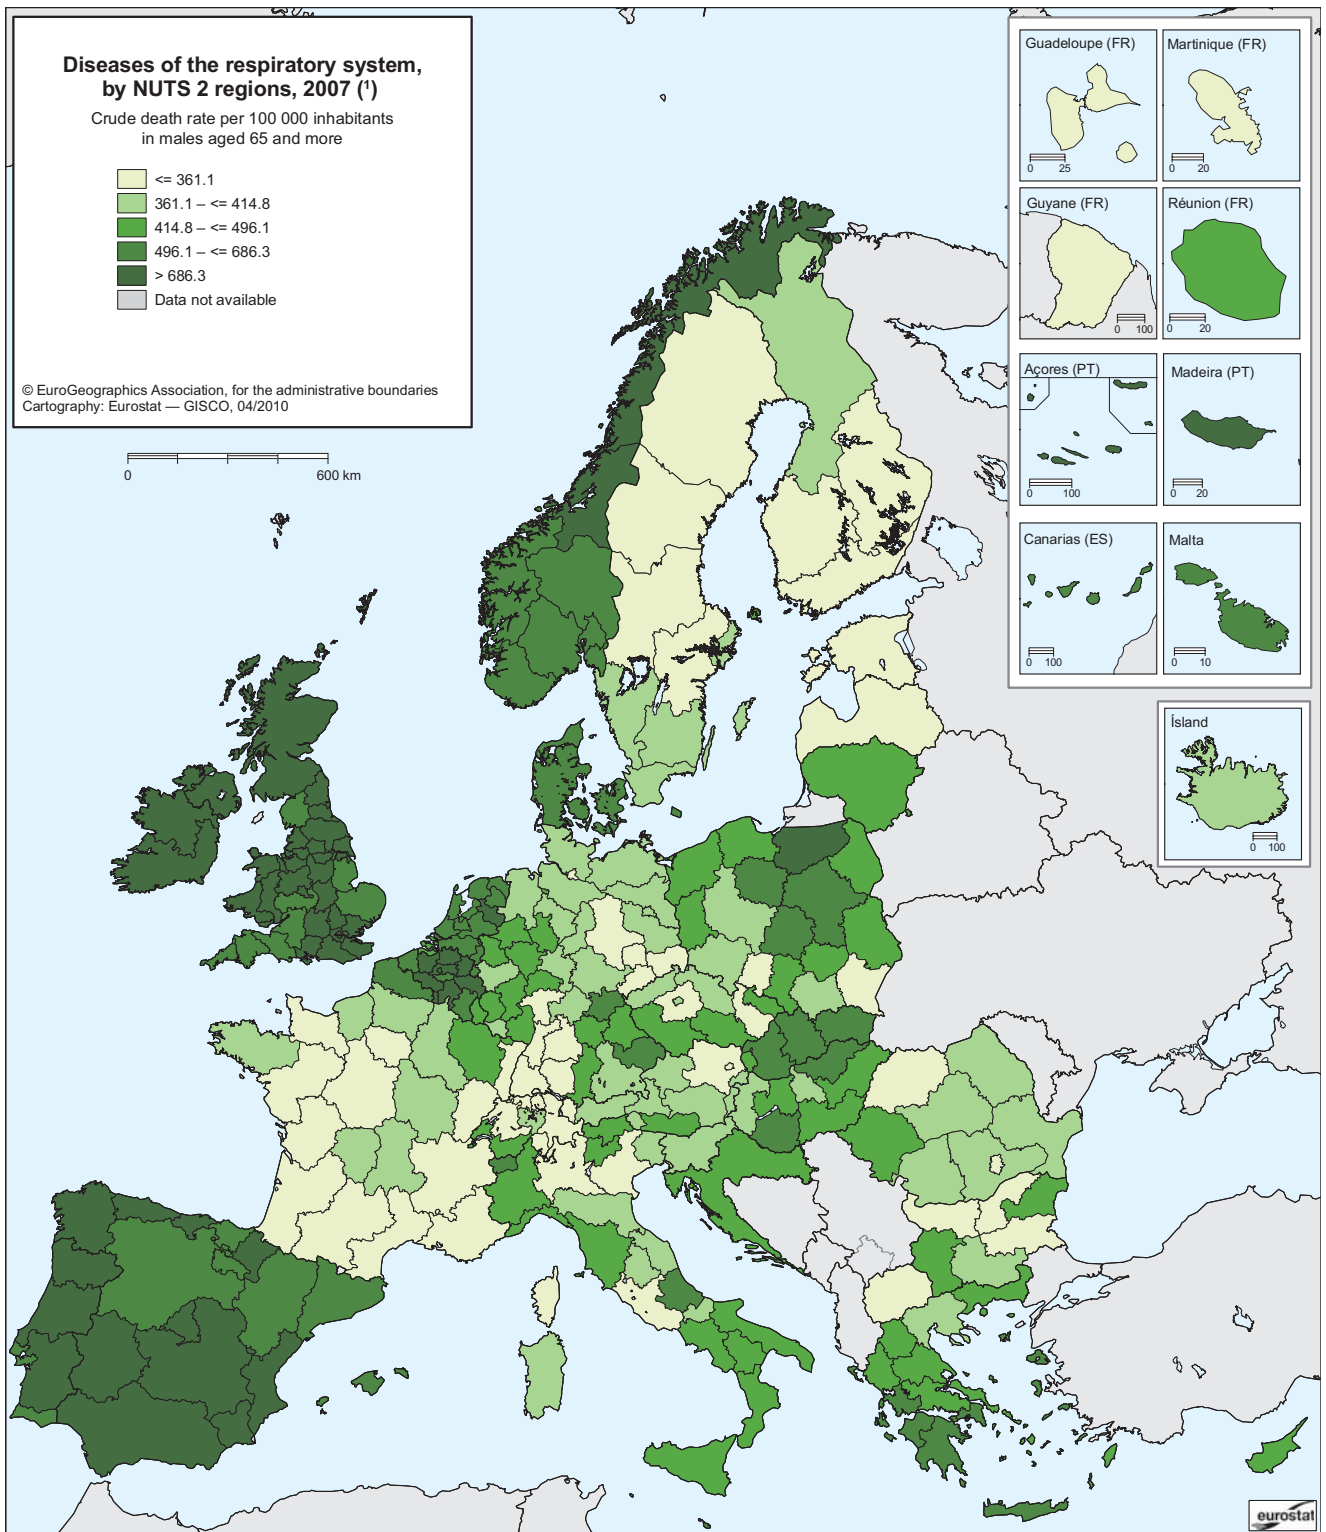 Diseases of the respiratory system,
by NUTS 2 regions, 2007 (¹)
Crude death rate per 100 000 inhabitants
in males aged 65 and more
<= 361.1
361.1 – <= 414.8
414.8 – <= 496.1
496.1 – <= 686.3
> 686.3
Data not available
© EuroGeographics Association, for the administrative boundaries
Cartography: Eurostat — GISCO, 04/2010
0 600 km
Guadeloupe (FR)
0 25
Martinique (FR)
0 20
Guyane (FR)
0 100
Réunion (FR)
0 20
Açores (PT)
0 100
Madeira (PT)
0 20
Canarias (ES)
0 100
Malta
0 10
Ísland
0 100
eurostat